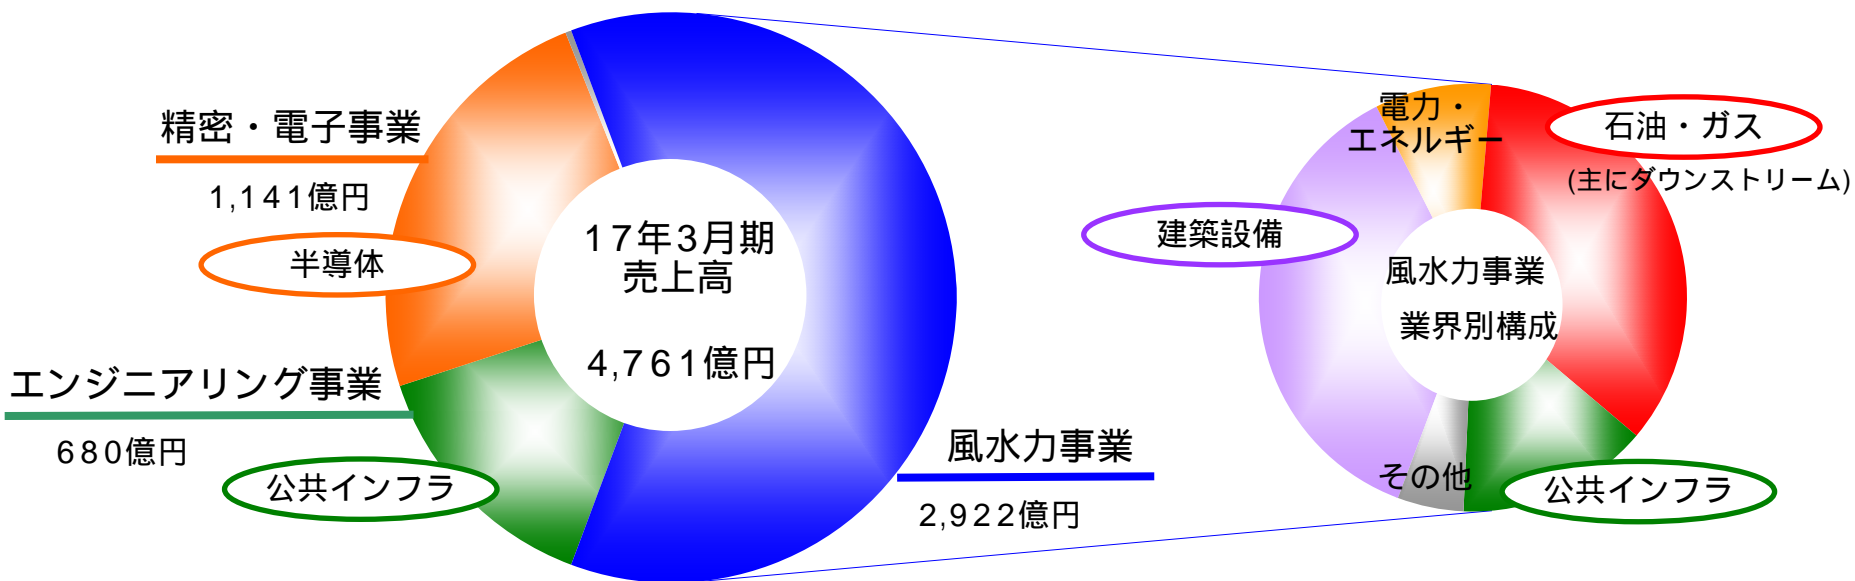 精密・電子事業
1,141億円
半導体
エンジニアリング事業
680億円
公共インフラ
17年3月期
売上高
4,761億円
風水力事業
2,922億円
電力・
エネルギー
石油・ガス
(主にダウンストリーム)
建築設備
風水力事業
業界別構成
その他
公共インフラ